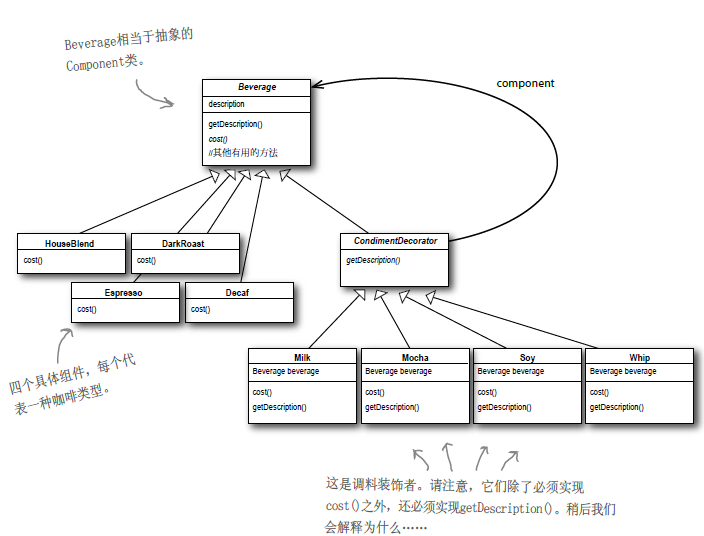 Beverage相当于抽象的
Component类。
component
Beverage
description
getDescription()
cost()
//其他有用的方法
HouseBlend
cost()
DarkRoast
cost()
CondimentDecorator
getDescription()
Espresso
cost()
Decaf
cost()
四个具体组件，每个代
表一种咖啡类型。
Milk
Beverage beverage
cost()
getDescription()
Mocha
Beverage beverage
cost()
getDescription()
Soy
Beverage beverage
cost()
getDescription()
Whip
Beverage beverage
cost()
getDescription()
这是调料装饰者。请注意，它们除了必须实现
cost()之外，还必须实现getDescription()。稍后我们
会解释为什么……